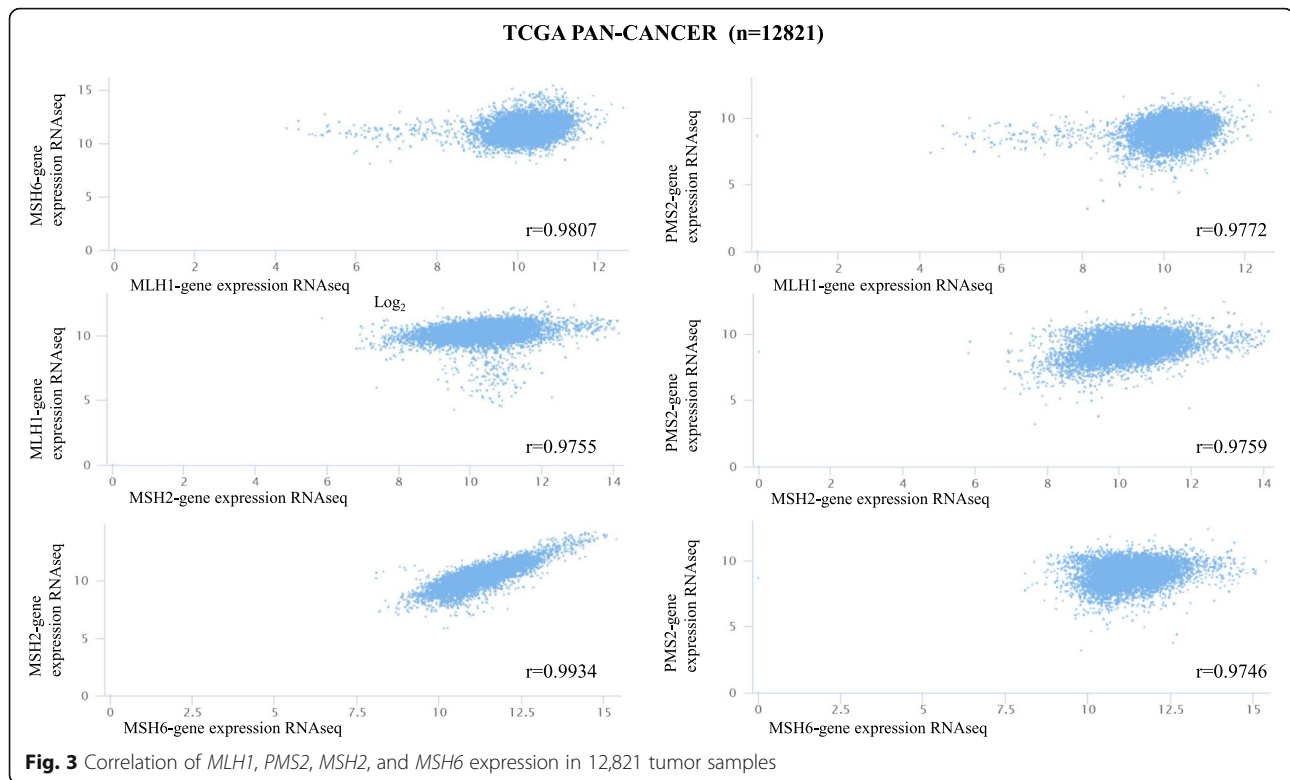 TCGA PAN-CANCER (n=12821)
MSH6-gene
expression RNAseq
15
10
5
0
r=0.9807
0 2 4 6 8 10 12
MLH1-gene expression RNAseq
PMS2-gene
expression RNAseq
10
5
0
r=0.9772
0 2 4 6 8 10 12
MLH1-gene expression RNAseq
MLH1-gene
expression RNAseq
Log2
10
5
0
r=0.9755
0 2 4 6 8 10 12 14
MSH2-gene expression RNAseq
PMS2-gene
expression RNAseq
10
5
0
r=0.9759
0 2 4 6 8 10 12 14
MSH2-gene expression RNAseq
MSH2-gene
expression RNAseq
10
5
0
r=0.9934
0 2.5 5 7.5 10 12.5 15
MSH6-gene expression RNAseq
PMS2-gene
expression RNAseq
10
5
0
r=0.9746
0 2.5 5 7.5 10 12.5 15
MSH6-gene expression RNAseq
Fig. 3 Correlation of MLH1, PMS2, MSH2, and MSH6 expression in 12,821 tumor samples